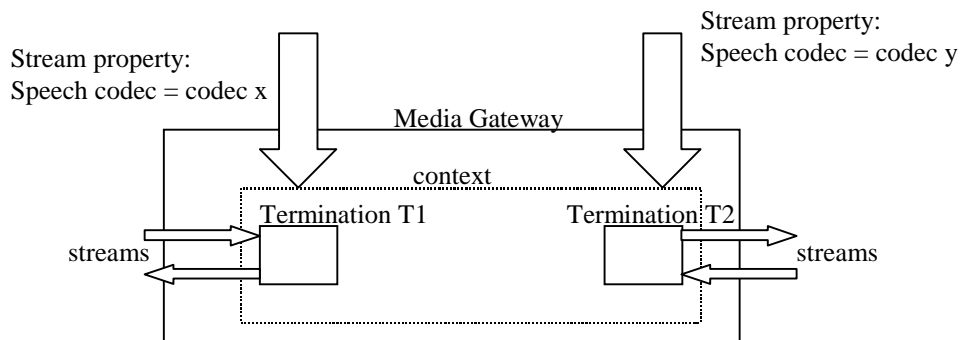 Stream property:
Speech codec = codec x
Stream property:
Speech codec = codec y
Media Gateway
context
Termination T1
Termination T2
streams
streams